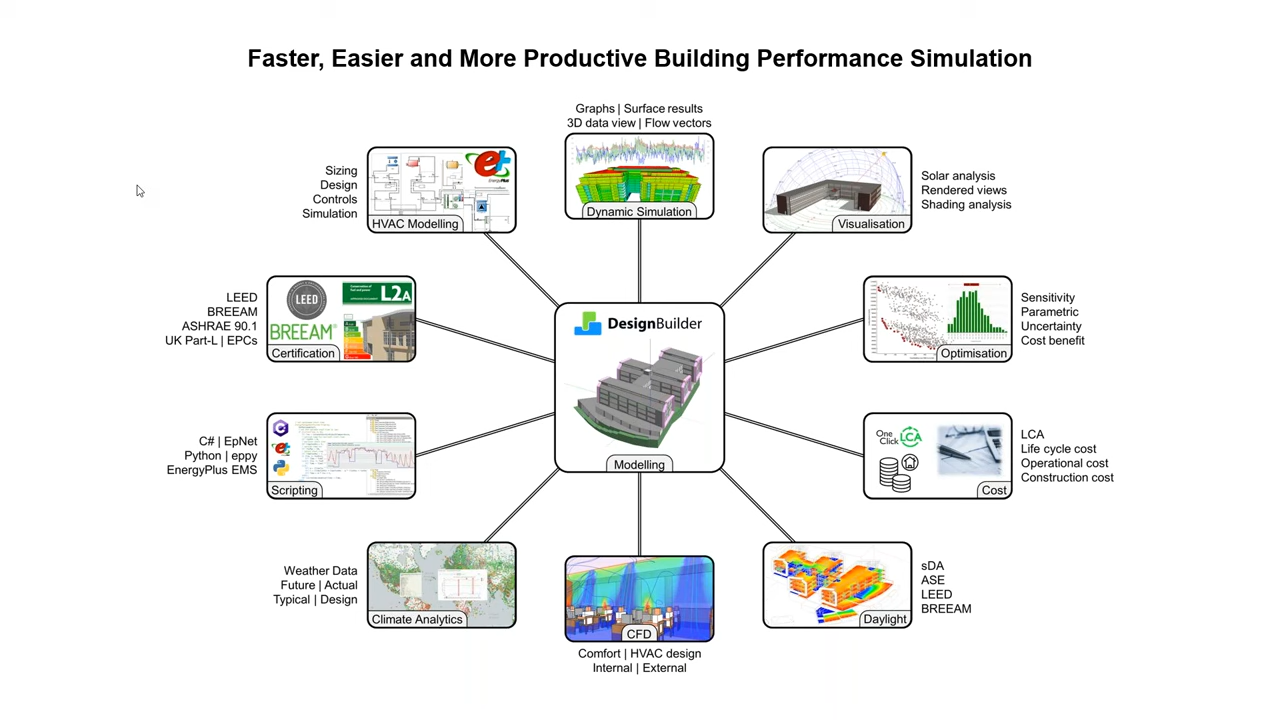 Faster, Easier and More Productive Building Performance Simulation
Graphs | Surface results
3D data view | Flow vectors
Dynamic Simulation
Sizing
Design
Controls
Simulation
EnergyPlus
HVAC Modelling
Solar analysis
Rendered views
Shading analysis
Visualisation
LEED
BREEAM
ASHRAE 90.1
UK Part-L | EPCs
LEED
L2A
BREEAM®
Certification
DesignBuilder
Modelling
Sensitivity
Parametric
Uncertainty
Cost benefit
Optimisation
C# | EpNet
Python | eppy
EnergyPlus EMS
Scripting
LCA
Life cycle cost
Operational cost
Construction cost
One
Click LCA
Cost
Weather Data
Future | Actual
Typical | Design
Climate Analytics
CFD
Comfort | HVAC design
Internal | External
sDA
ASE
LEED
BREEAM
Daylight